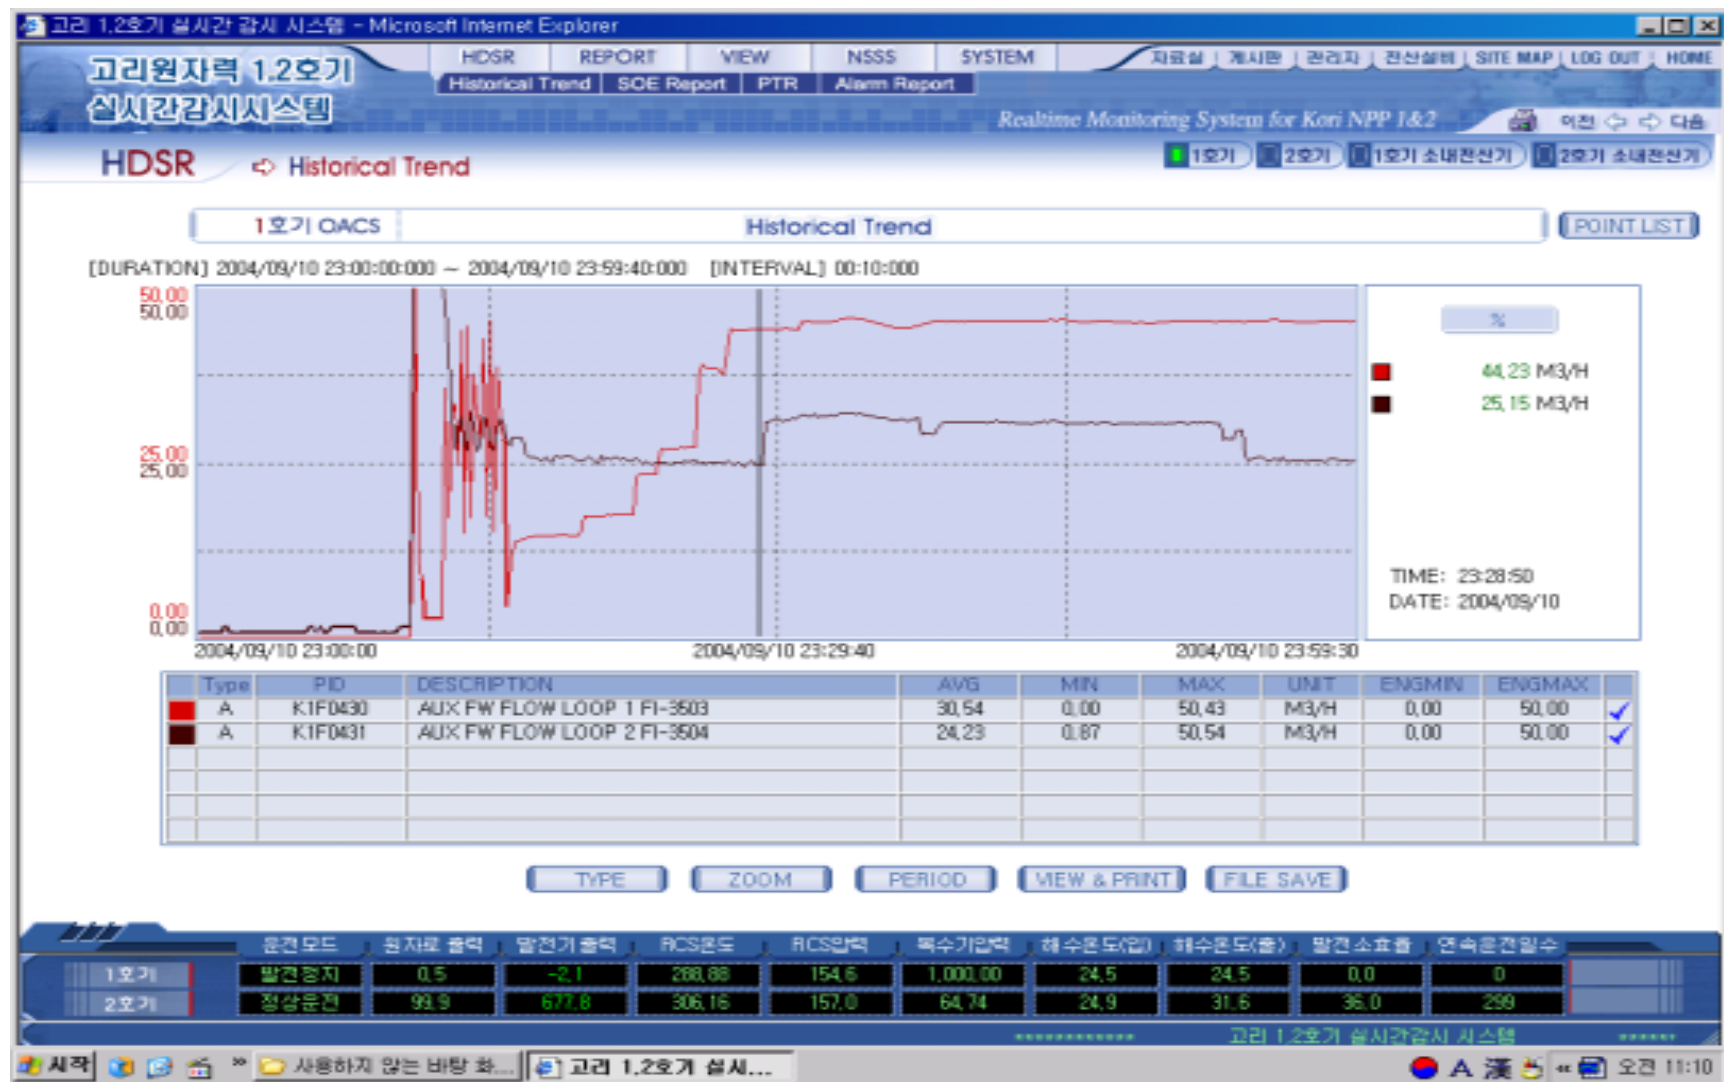 고리 1,2호기 실시간 감시 시스템 - Microsoft Internet Explorer
고리원자력 1.2호기
실시간감시시스템
HDSR REPORT VIEW NSSS SYSTEM
자료실 게시판 관리자 전산설비 SITE MAP LOG OUT HOME
Historical Trend SOE Report PTR Alarm Report
Realtime Monitoring System for Kori NPP 1&2
이전 다음
HDSR Historical Trend
1호기 2호기 1호기 소내전산기 2호기 소내전산기
1호기 OACS Historical Trend POINT LIST
[DURATION] 2004/09/10 23:00:00:000 ~ 2004/09/10 23:59:40:000 [INTERVAL] 00:10:000
50.00
50.00
%
44.23 M3/H
25.15 M3/H
25.00
25.00
TIME: 23:28:50
DATE: 2004/09/10
0.00
0.00
2004/09/10 23:00:00 2004/09/10 23:29:40 2004/09/10 23:59:30
Type PID DESCRIPTION AVG MIN MAX UNIT ENGMIN ENGMAX
A K1F0430 AUX FW FLOW LOOP 1 FI-3503 30.54 0.00 50.43 M3/H 0.00 50.00
A K1F0431 AUX FW FLOW LOOP 2 FI-3504 24.23 0.87 50.54 M3/H 0.00 50.00
TYPE ZOOM PERIOD VIEW & PRINT FILE SAVE
운전모드 원자로 출력 발전기 출력 RCS온도 RCS압력 복수기압력 해수온도(입) 해수온도(출) 발전소효율 연속운전일수
1호기 발전정지 0.5 -2.1 288.88 154.6 1,000.00 24.5 24.5 0.0 0
2호기 정상운전 99.9 677.8 306.16 157.0 64.74 24.9 31.6 36.0 299
************ 고리 1,2호기 실시간감시 시스템 ******
시작 » 사용하지 않는 바탕 화.... 고리 1,2호기 실시... A 漢 « 오전 11:10